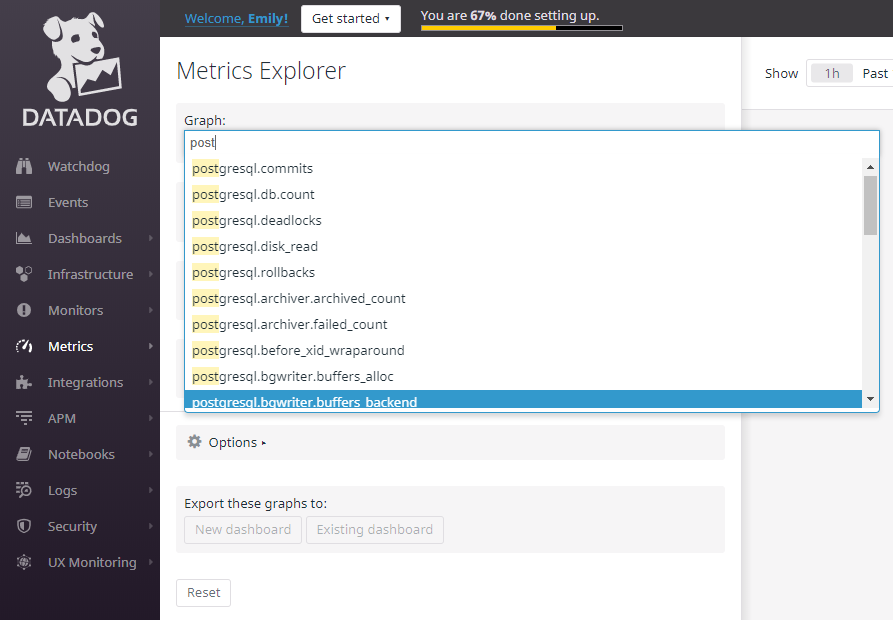 DATADOG
Watchdog
Events
Dashboards
Infrastructure
Monitors
Metrics
Integrations
APM
Notebooks
Logs
Security
UX Monitoring
Welcome, Emily!
Get started
You are 67% done setting up.
Metrics Explorer
Show 1h Past
Graph:
post
postgresql.commits
postgresql.db.count
postgresql.deadlocks
postgresql.disk_read
postgresql.rollbacks
postgresql.archiver.archived_count
postgresql.archiver.failed_count
postgresql.before_xid_wraparound
postgresql.bgwriter.buffers_alloc
postgresql.bgwriter.buffers_backend
Options
Export these graphs to:
New dashboard Existing dashboard
Reset